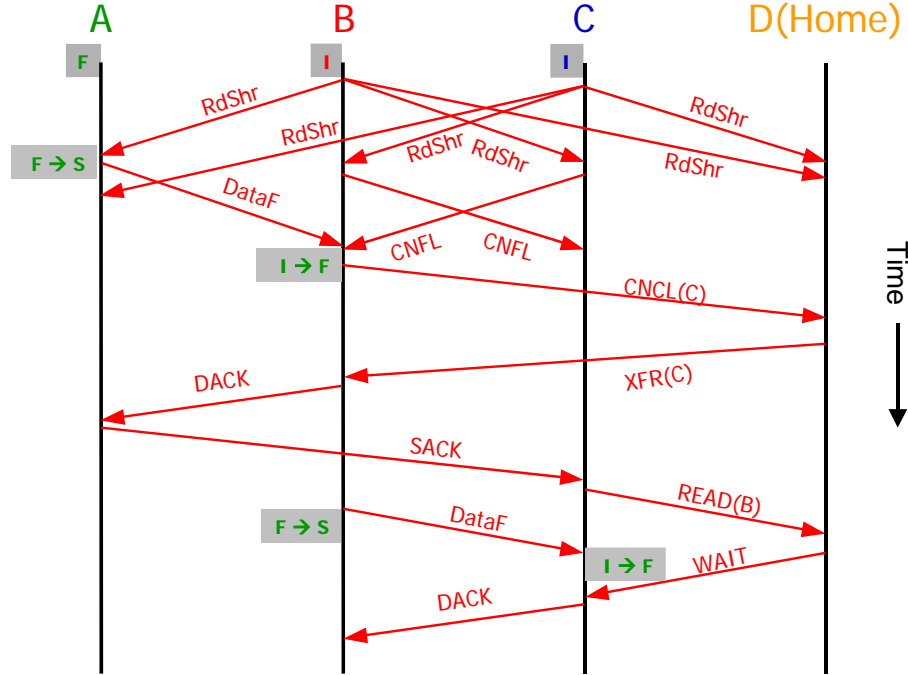 A B C D(Home)
F I I
RdShr RdShr
RdShr
RdShr RdShr RdShr
F → S
DataF
CNFL CNFL
I → F
CNCL(C)
Time
XFR(C)
DACK
SACK
READ(B)
DataF
F → S
WAIT
I → F
DACK